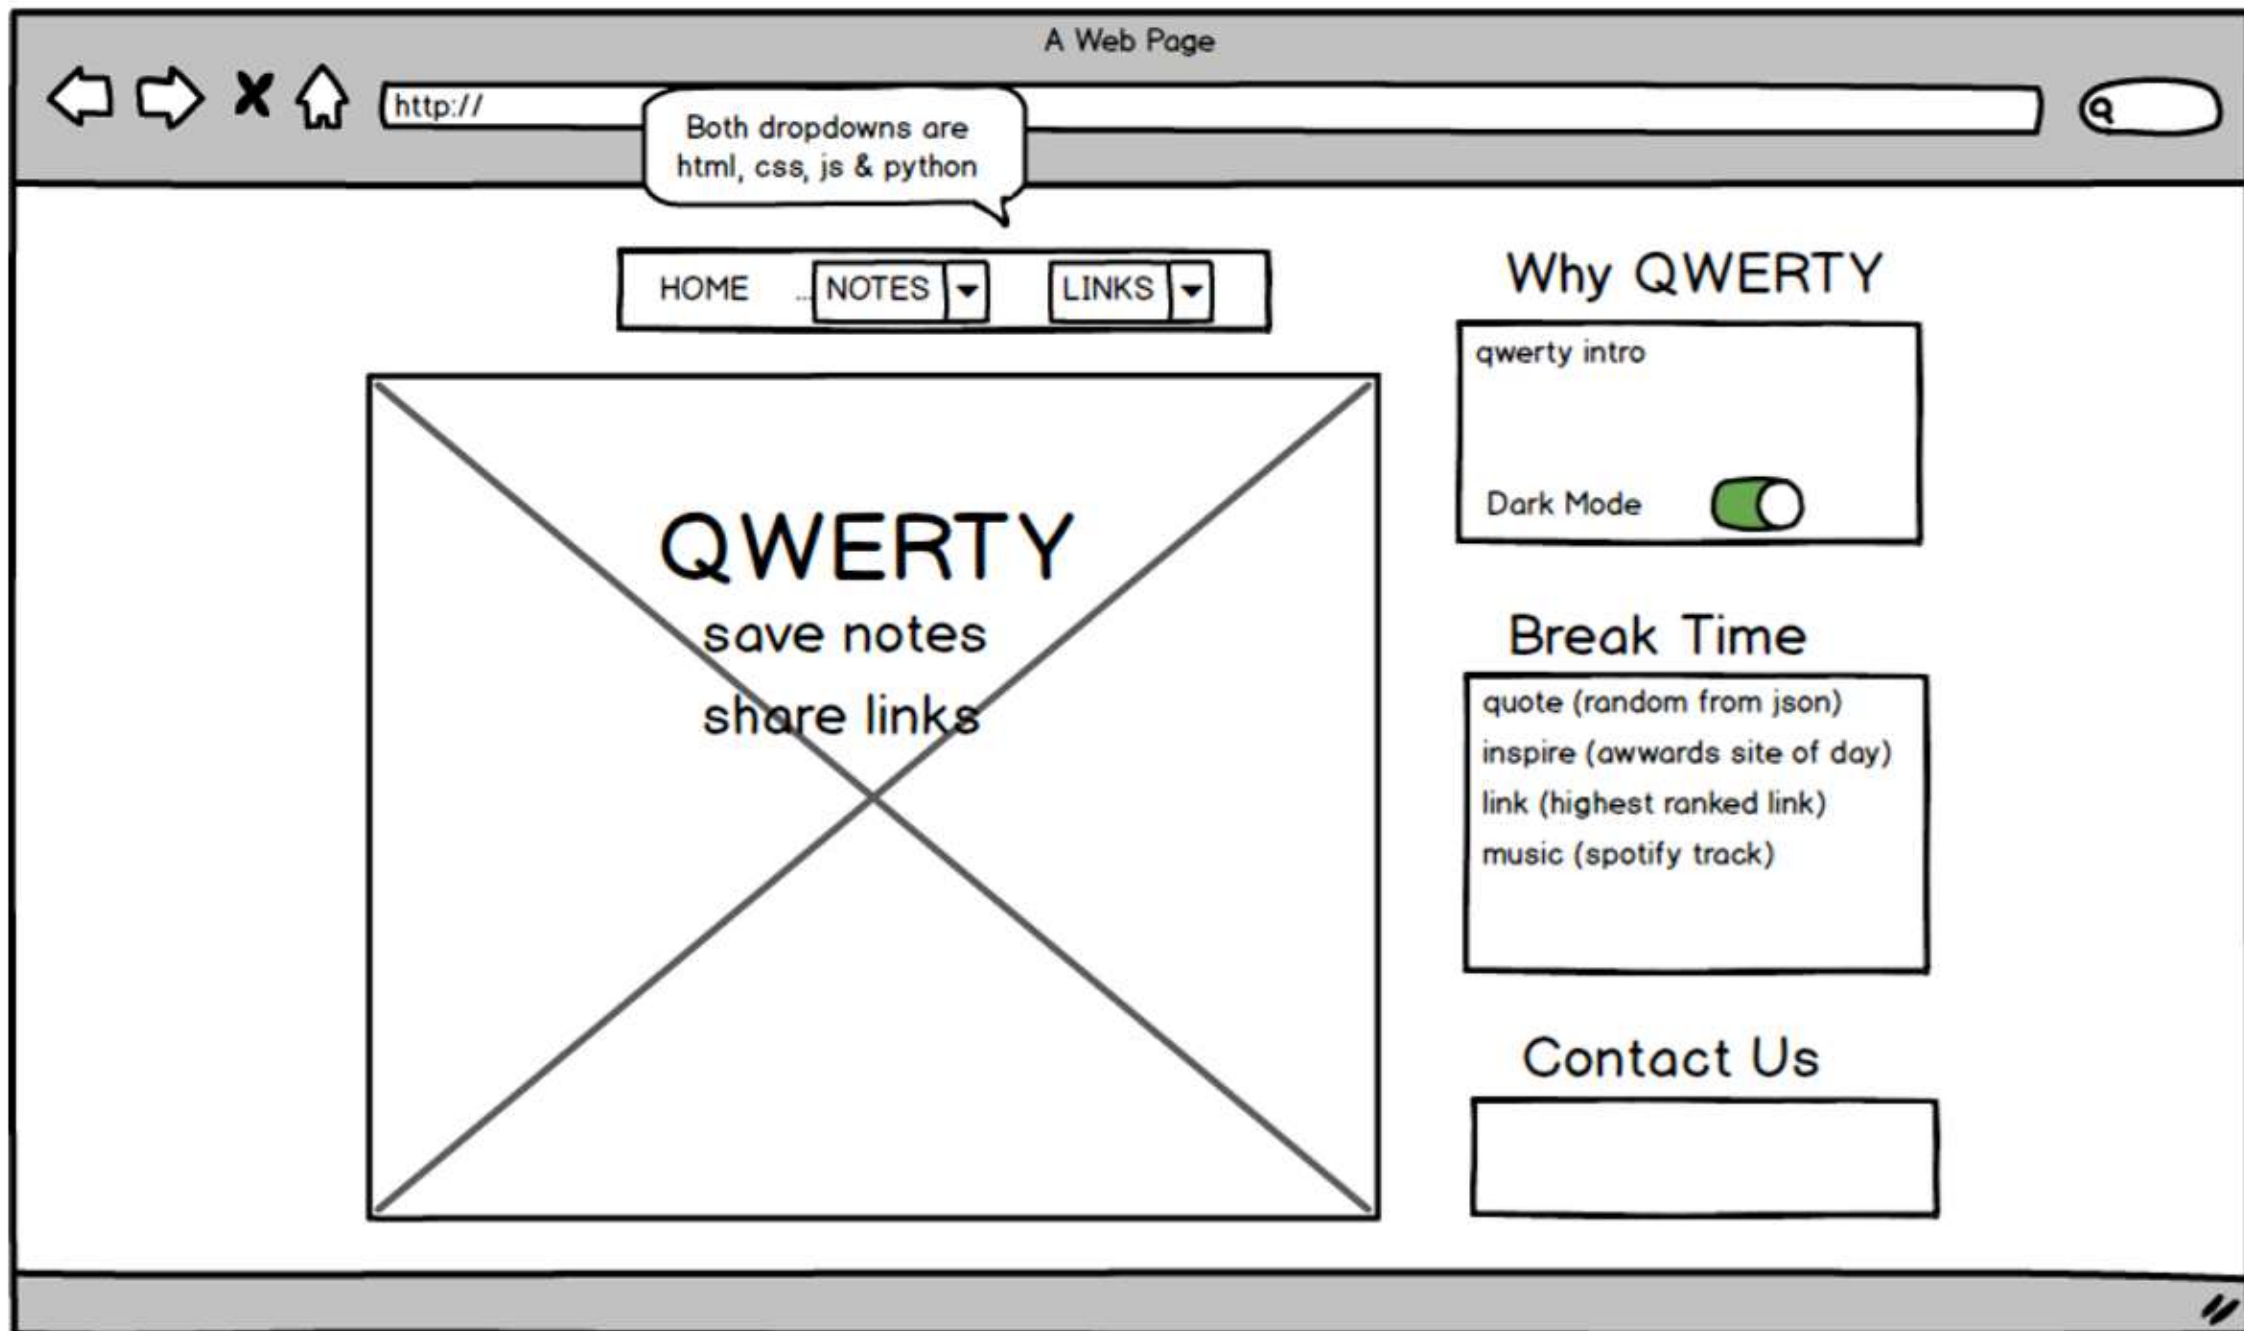 A Web Page
http://
Both dropdowns are
html, css, js & python
HOME ... NOTES LINKS
QWERTY
save notes
share links
Why QWERTY
qwerty intro
Dark Mode
Break Time
quote (random from json)
inspire (awwards site of day)
link (highest ranked link)
music (spotify track)
Contact Us